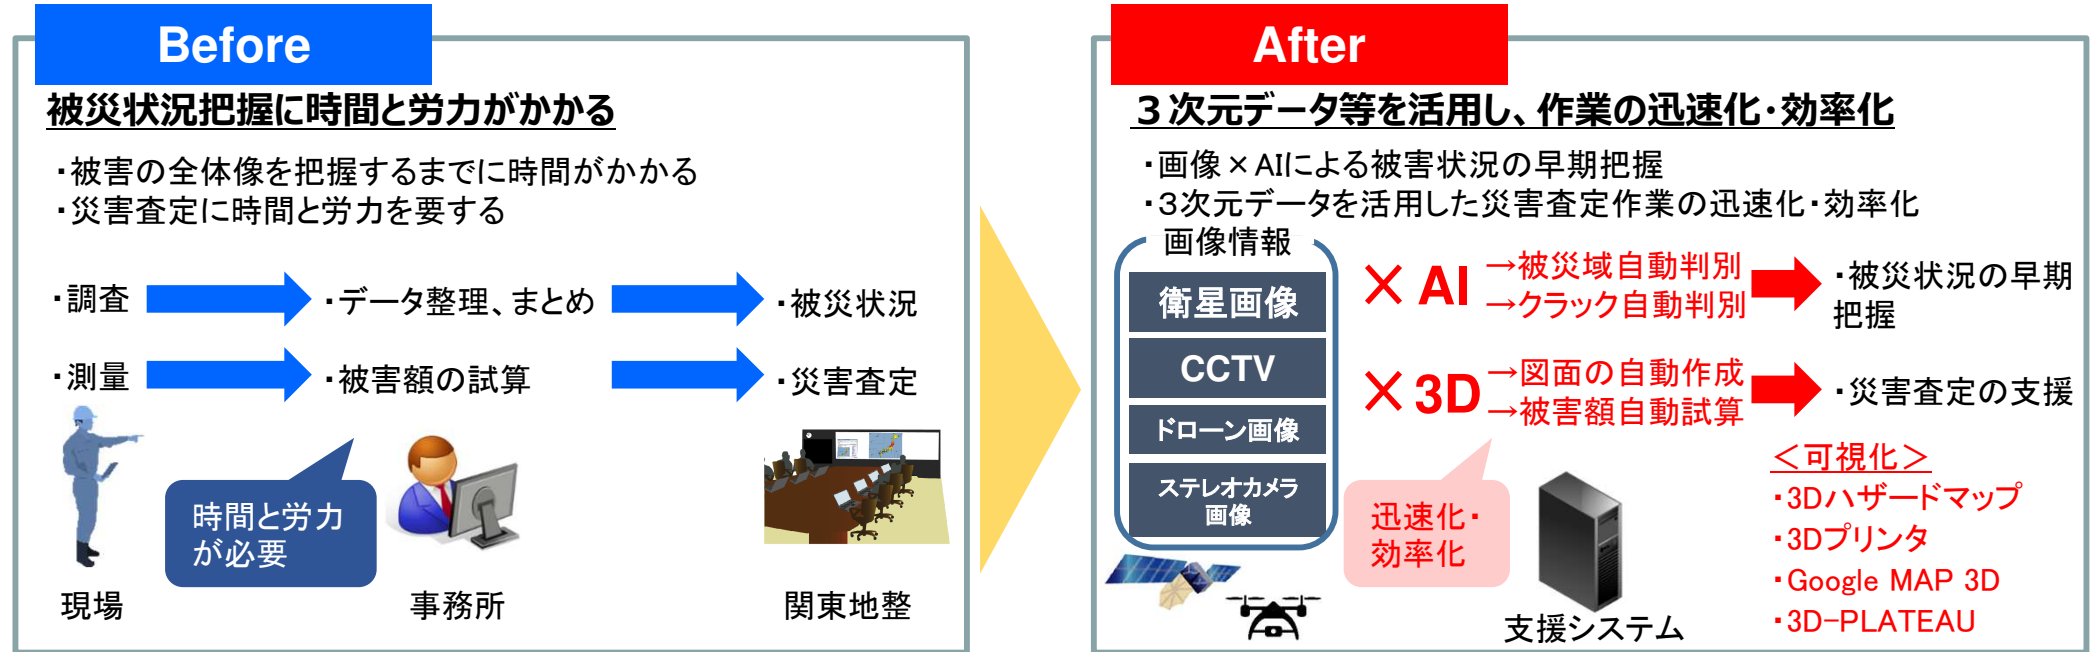 Before
被災状況把握に時間と労力がかかる
・被害の全体像を把握するまでに時間がかかる
・災害査定に時間と労力を要する
・調査
・データ整理、まとめ
・被災状況
・測量
・被害額の試算
・災害査定
時間と労力
が必要
現場
事務所
関東地整
After
３次元データ等を活用し、作業の迅速化・効率化
・画像×AIによる被害状況の早期把握
・３次元データを活用した災害査定作業の迅速化・効率化
画像情報
衛星画像
CCTV
ドローン画像
ステレオカメラ
画像
× AI
→被災域自動判別
→クラック自動判別
・被災状況の早期
把握
× 3D
→図面の自動作成
→被害額自動試算
・災害査定の支援
迅速化・
効率化
支援システム
＜可視化＞
・3Dハザードマップ
・3Dプリンタ
・Google MAP 3D
・3D-PLATEAU